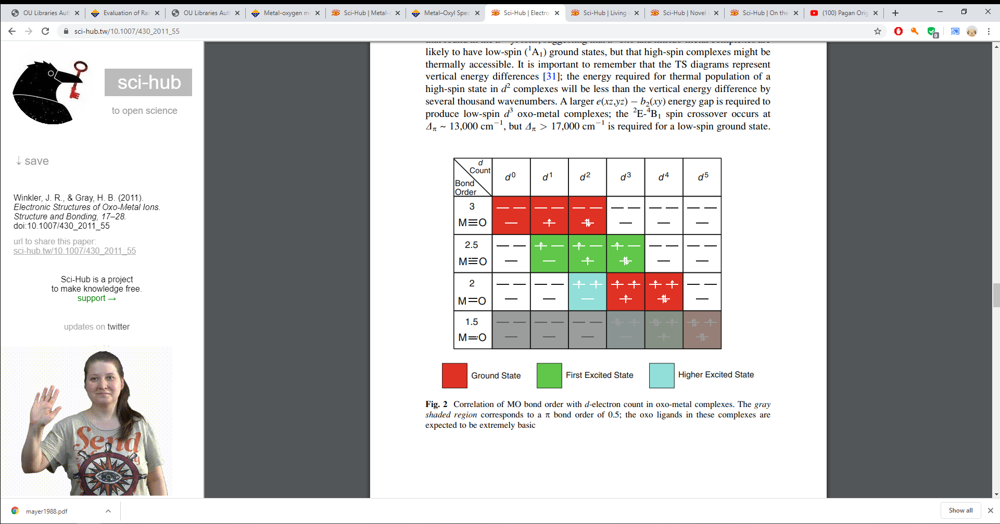 OU Libraries Aut
Evaluation of Rar
OU Libraries Aut
Metal-oxygen m
Sci-Hub | Metal-
Metal–Oxyl Spec
Sci-Hub | Electro
Sci-Hub | Living
Sci-Hub | Novel
Sci-Hub | On the
(100) Pagan Orig
sci-hub.tw/10.1007/430_2011_55
0
sci-hub
to open science
⇣ save
Winkler, J. R., & Gray, H. B. (2011).
Electronic Structures of Oxo-Metal Ions.
Structure and Bonding, 17–28.
doi:10.1007/430_2011_55
url to share this paper:
sci-hub.tw/10.1007/430_2011_55
Sci-Hub is a project
to make knowledge free.
support →
updates on twitter
Send
likely to have low-spin (¹A₁) ground states, but that high-spin complexes might be
thermally accessible. It is important to remember that the TS diagrams represent
vertical energy differences [31]; the energy required for thermal population of a
high-spin state in d² complexes will be less than the vertical energy difference by
several thousand wavenumbers. A larger e(xz,yz) – b₂(xy) energy gap is required to
produce low-spin d³ oxo-metal complexes; the ²E-⁴B₁ spin crossover occurs at
Δπ ~ 13,000 cm⁻¹, but Δπ > 17,000 cm⁻¹ is required for a low-spin ground state.
d
Count
Bond
Order
d⁰ d¹ d² d³ d⁴ d⁵
3
M≡O
2.5
M≡O
2
M=O
1.5
M=O
Ground State
First Excited State
Higher Excited State
Fig. 2 Correlation of MO bond order with d-electron count in oxo-metal complexes. The gray
shaded region corresponds to a π bond order of 0.5; the oxo ligands in these complexes are
expected to be extremely basic
mayer1988.pdf
Show all